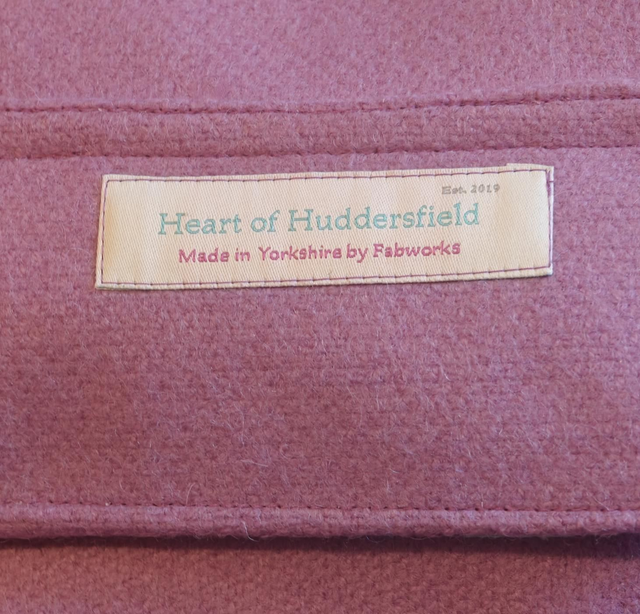 Est. 2019
Heart of Huddersfield
Made in Yorkshire by Fabworks